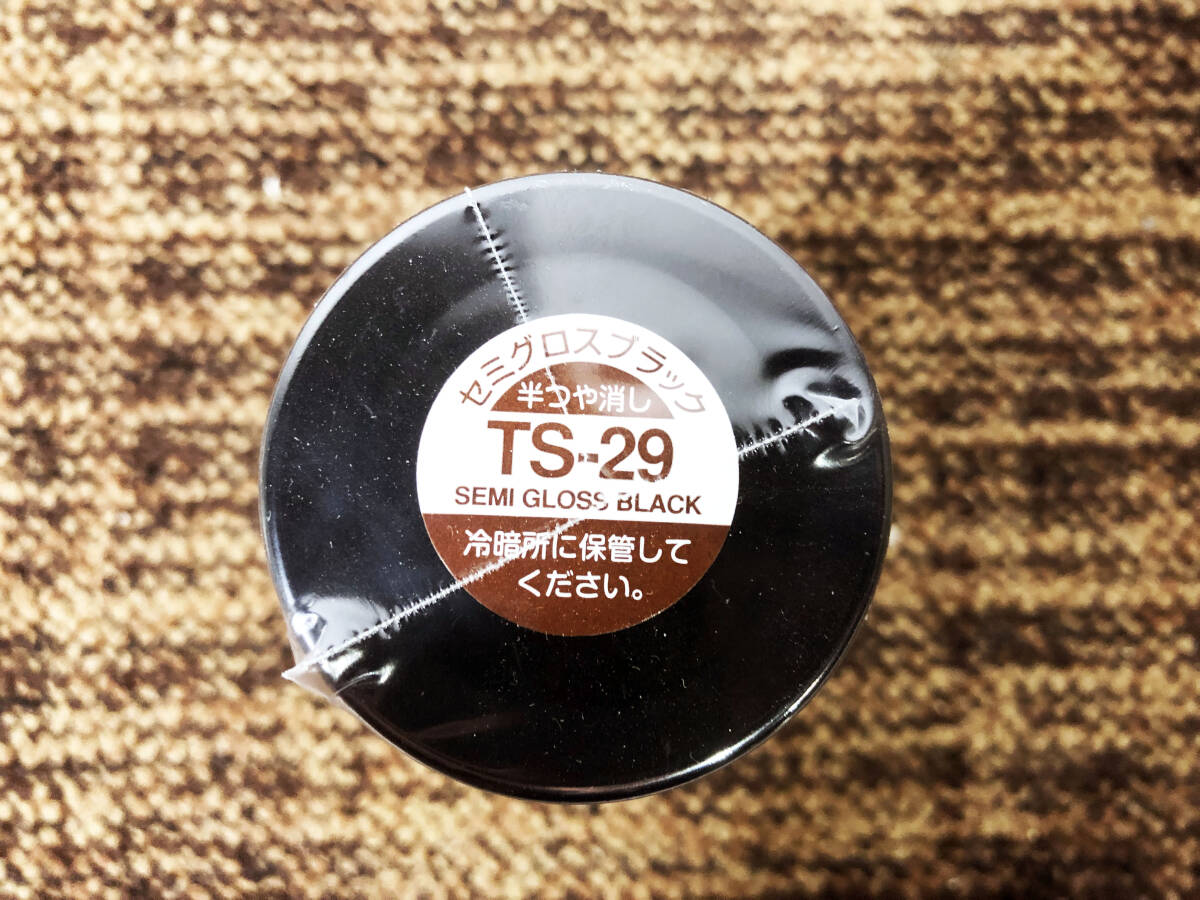 セミグロスブラック
半つや消し
TS-29
SEMI GLOSS BLACK
冷暗所に保管して
ください。